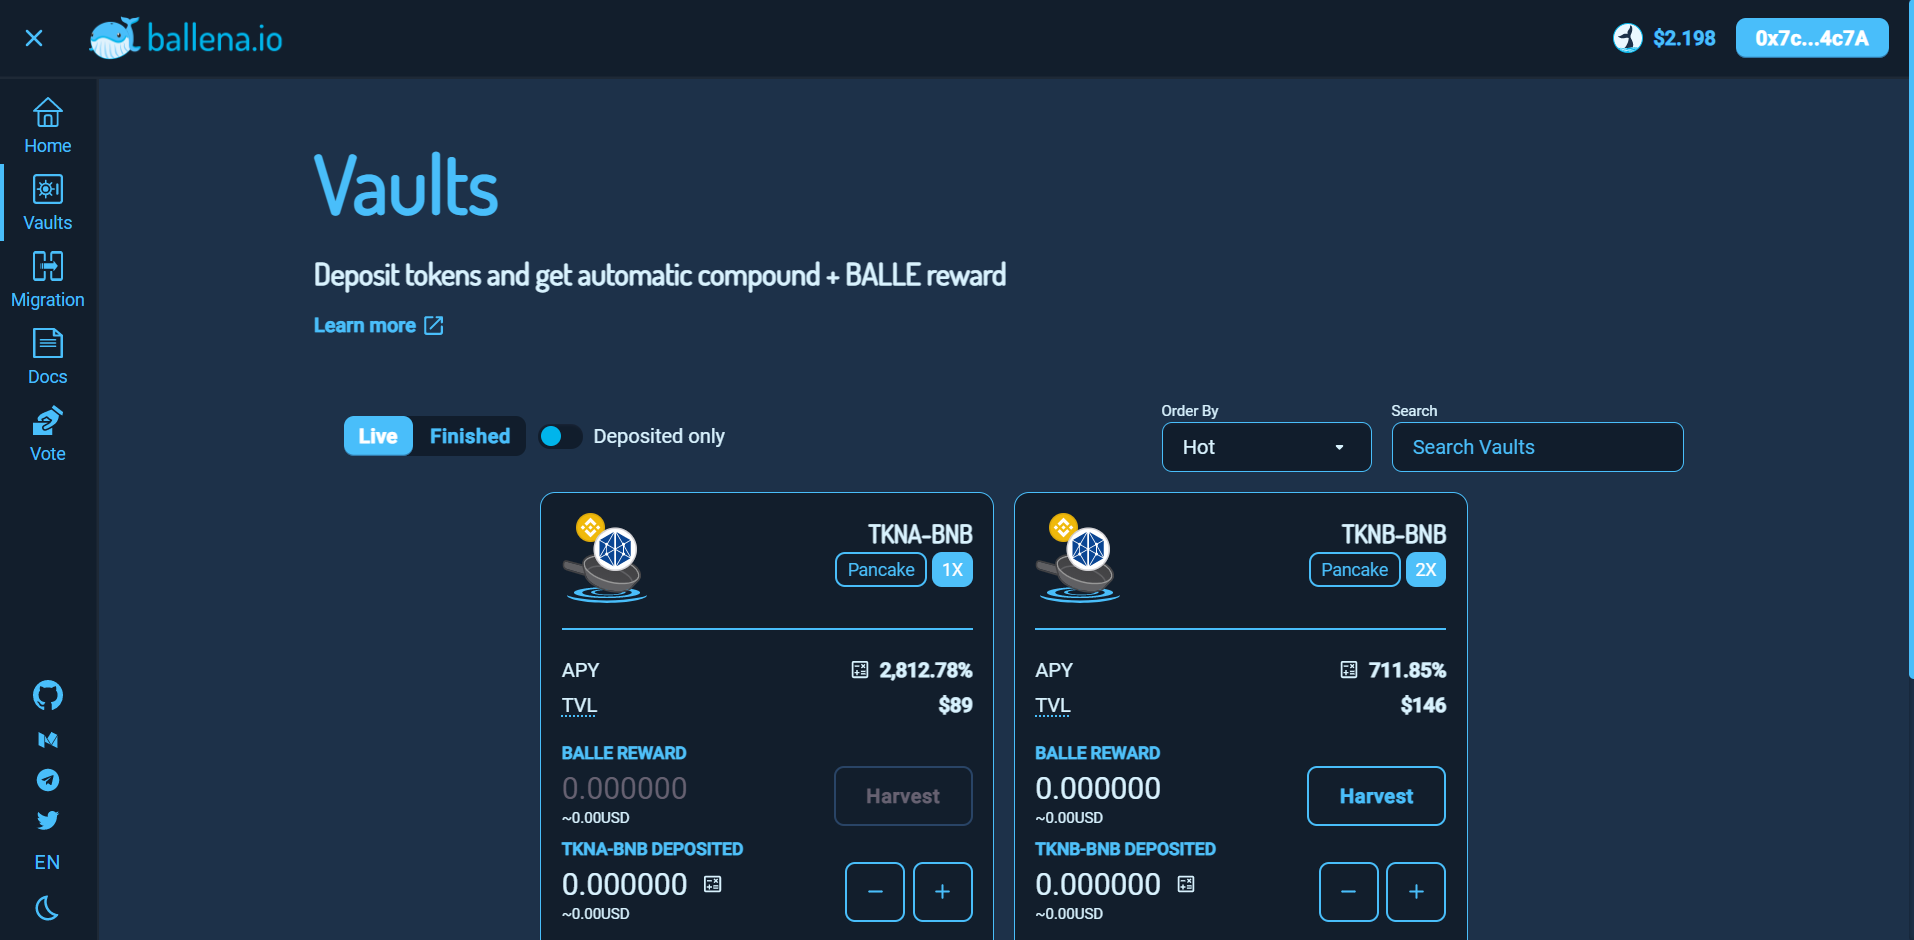 ballena.io
$2.198
0x7c...4c7A
Home
Vaults
Migration
Docs
Vote
EN
Vaults
Deposit tokens and get automatic compound + BALLE reward
Learn more
Live
Finished
Deposited only
Order By
Hot
Search
Search Vaults
TKNA-BNB
Pancake
1X
APY
2,812.78%
TVL
$89
BALLE REWARD
0.000000
~0.00USD
Harvest
TKNA-BNB DEPOSITED
0.000000
~0.00USD
−
+
TKNB-BNB
Pancake
2X
APY
711.85%
TVL
$146
BALLE REWARD
0.000000
~0.00USD
Harvest
TKNB-BNB DEPOSITED
0.000000
~0.00USD
−
+